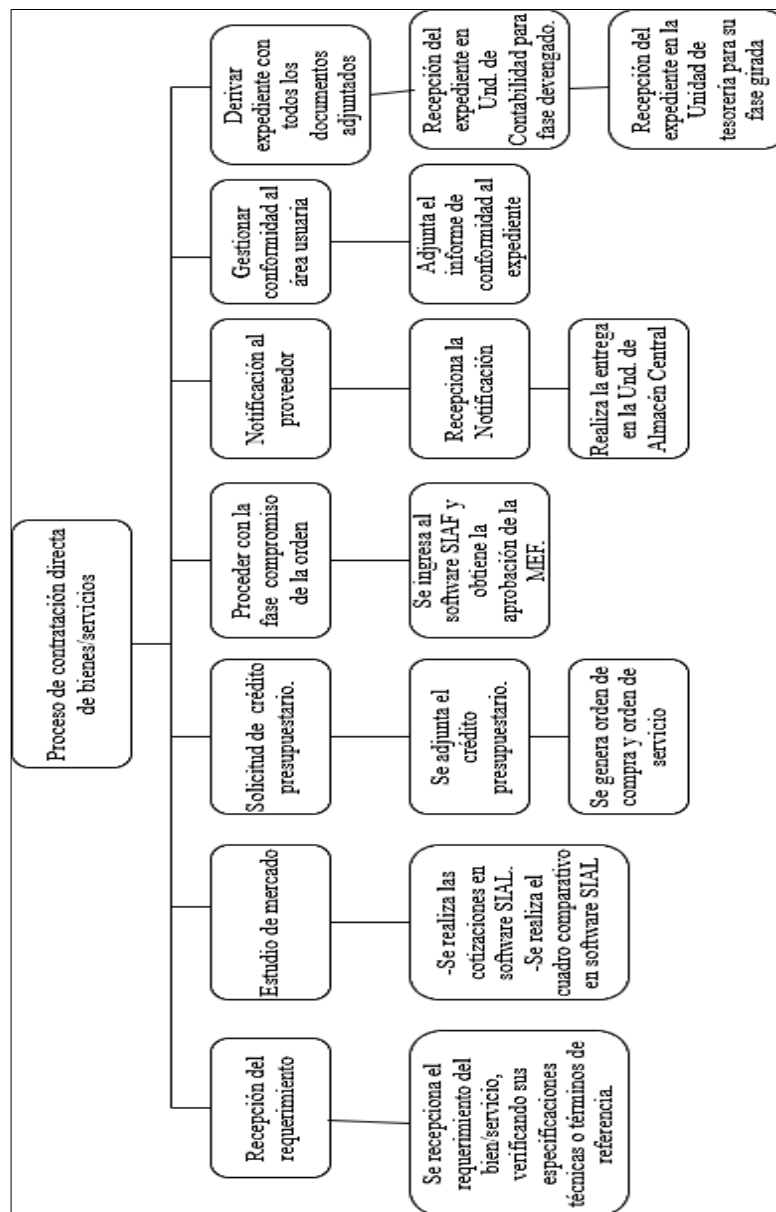 Proceso de contratación directa
de bienes/servicios
Recepción del
requerimiento
Se recepciona el
requerimiento del
bien/servicio,
verificando sus
especificaciones
técnicas o términos de
referencia.
Estudio de mercado
-Se realiza las
cotizaciones en
software SIAL.
-Se realiza el
cuadro comparativo
en software SIAL
Solicitud de crédito
presupuestario.
Se adjunta el
crédito
presupuestario.
Se genera orden de
compra y orden de
servicio
Proceder con la
fase compromiso
de la orden
Se ingresa al
software SIAF y
obtiene la
aprobación de la
MEF.
Notificación al
proveedor
Recepciona la
Notificación
Realiza la entrega
en la Und. de
Almacén Central
Gestionar
conformidad al
área usuaria
Adjunta el
informe de
conformidad al
expediente
Derivar
expediente con
todos los
documentos
adjuntados
Recepción del
expediente en
Und. de
Contabilidad para
fase devengado.
Recepción del
expediente en la
Unidad de
tesorería para su
fase girada